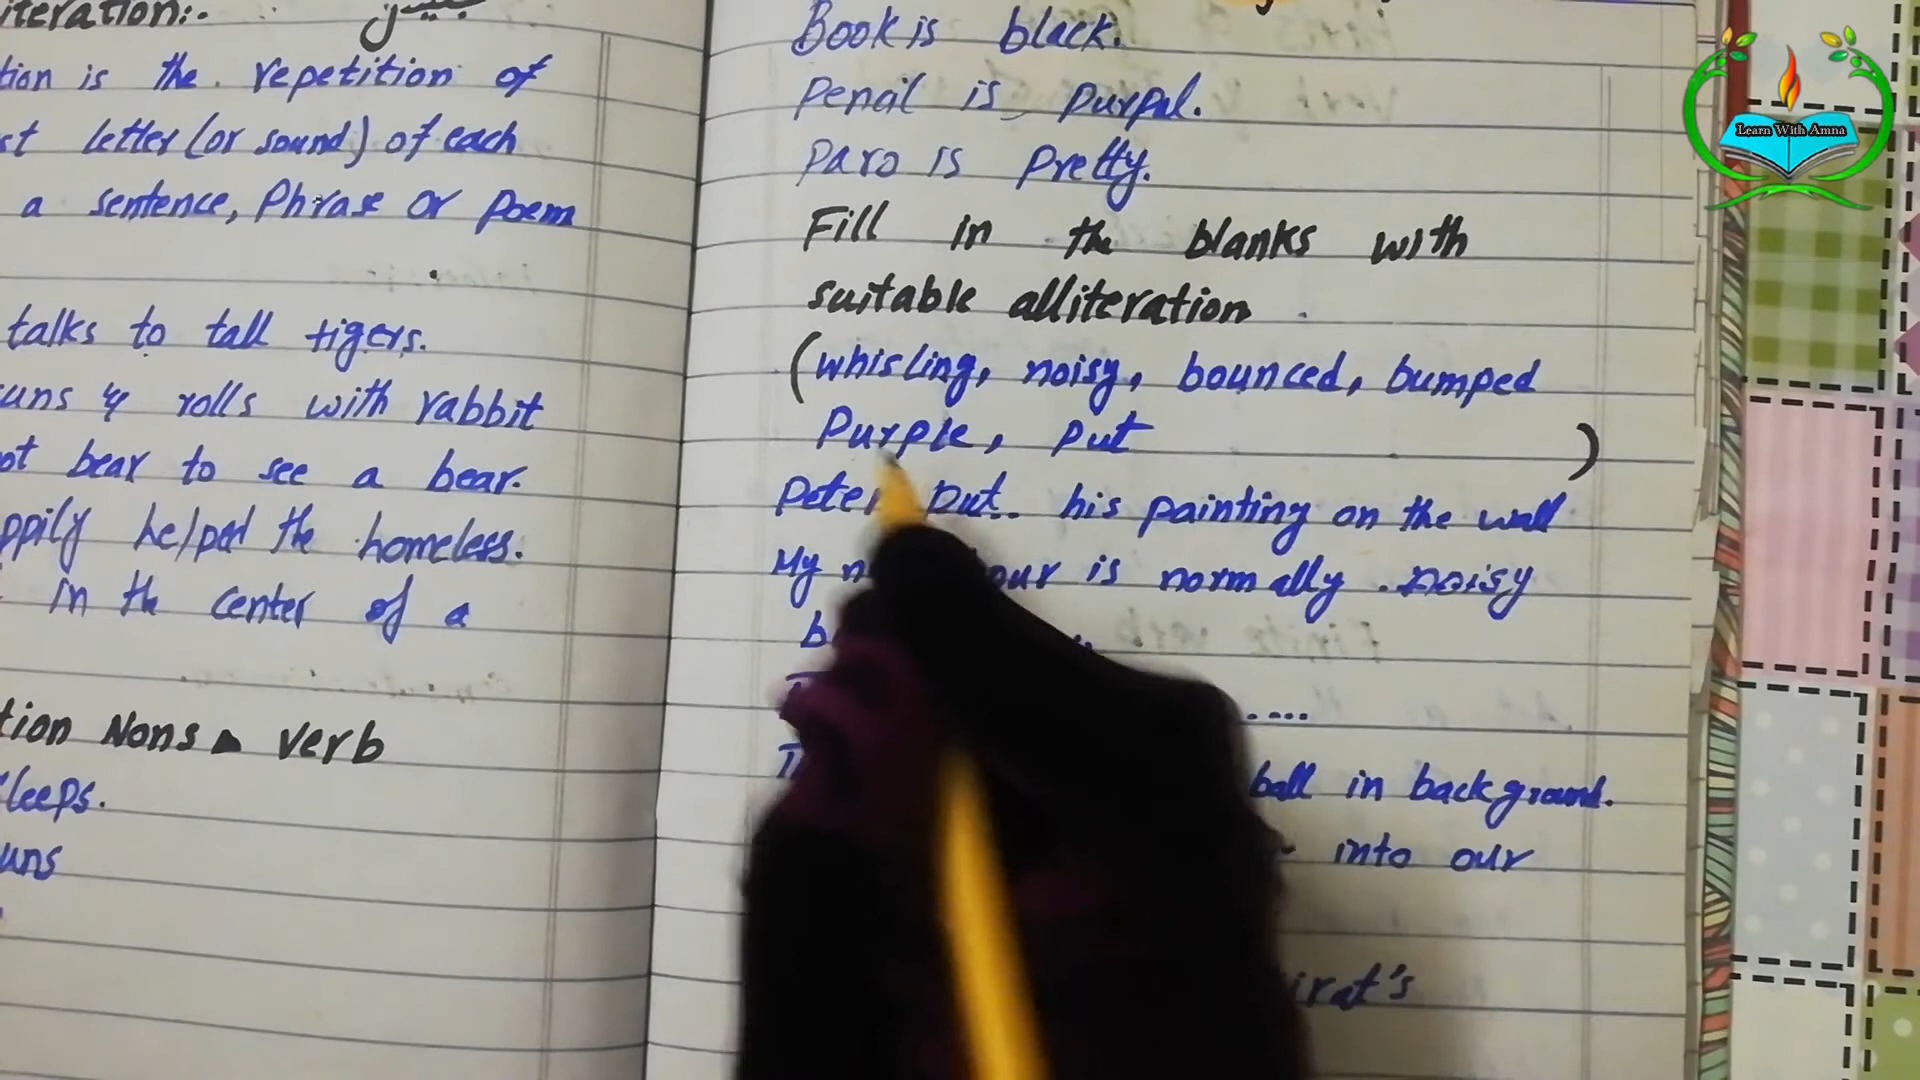 iteration:.
tion is the repetition of
st letter (or sound) of each
a sentence, Phrase or Poem
talks to tall tigers.
uns & rolls with rabbit
ot bear to see a bear.
ppily helped the homeless.
in the center of a
tion Nons verb
sleeps.
uns
Book is black.
Pencil is purpal.
Paro is Pretty.
Fill in the blanks with
suitable alliteration.
(whisling, noisy, bounced, bumped
Purple, Put )
Peter put.. his painting on the wall
My is normally . noisy
....
ball in background.
into our
irat's
Learn With Amna